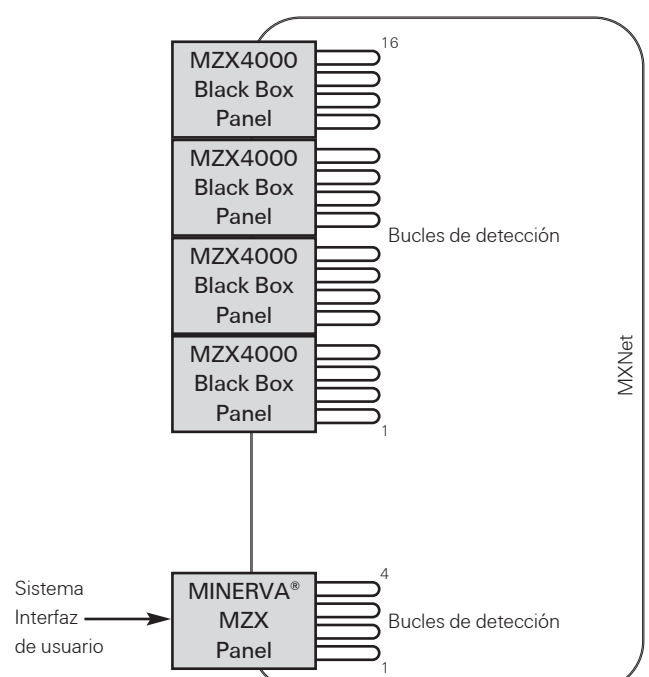 16
MZX4000
Black Box
Panel
MZX4000
Black Box
Panel
Bucles de detección
MZX4000
Black Box
Panel
MZX4000
Black Box
Panel
1
MXNet
Sistema
Interfaz
de usuario
MINERVA®
MZX
Panel
4
Bucles de detección
1